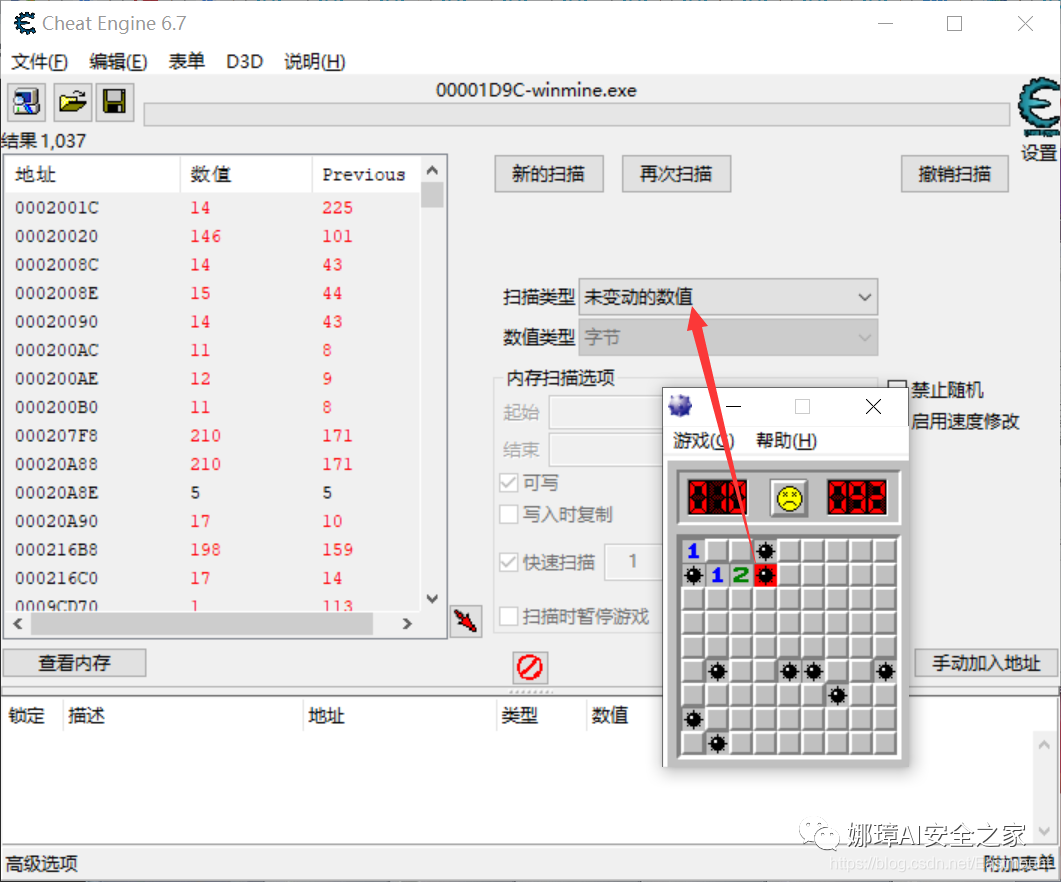 Cheat Engine 6.7
文件(F) 编辑(E) 表单 D3D 说明(H)
00001D9C-winmine.exe
结果 1,037
设置
地址 数值 Previous
0002001C 14 225
00020020 146 101
0002008C 14 43
0002008E 15 44
00020090 14 43
000200AC 11 8
000200AE 12 9
000200B0 11 8
000207F8 210 171
00020A88 210 171
00020A8E 5 5
00020A90 17 10
000216B8 198 159
000216C0 17 14
0009CD70 1 113
新的扫描 再次扫描 撤销扫描
扫描类型 未变动的数值
数值类型 字节
内存扫描选项
起始
结束
可写
写入时复制
快速扫描 1
扫描时暂停游戏
禁止随机
启用速度修改
游戏(G) 帮助(H)
010 093
1
1 2
查看内存 手动加入地址
锁定 描述 地址 类型 数值
娜璋AI安全之家
高级选项 附加表单